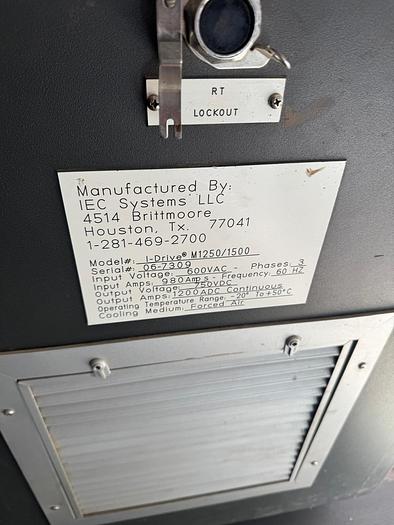 RT
LOCKOUT
Manufactured By:
IEC Systems LLC
4514 Brittmoore
Houston, Tx. 77041
1-281-469-2700
Model#: I-Drive® M1250/1500
Serial#: 06-7309
Input Voltage: 600VAC - Phases: 3
Input Amps: 980Amps - Frequency: 60 HZ
Output Voltage: 750VDC
Output Amps: 1200ADC Continuous
Operating Temperature Range: -20° To +50°C
Cooling Medium: Forced Air